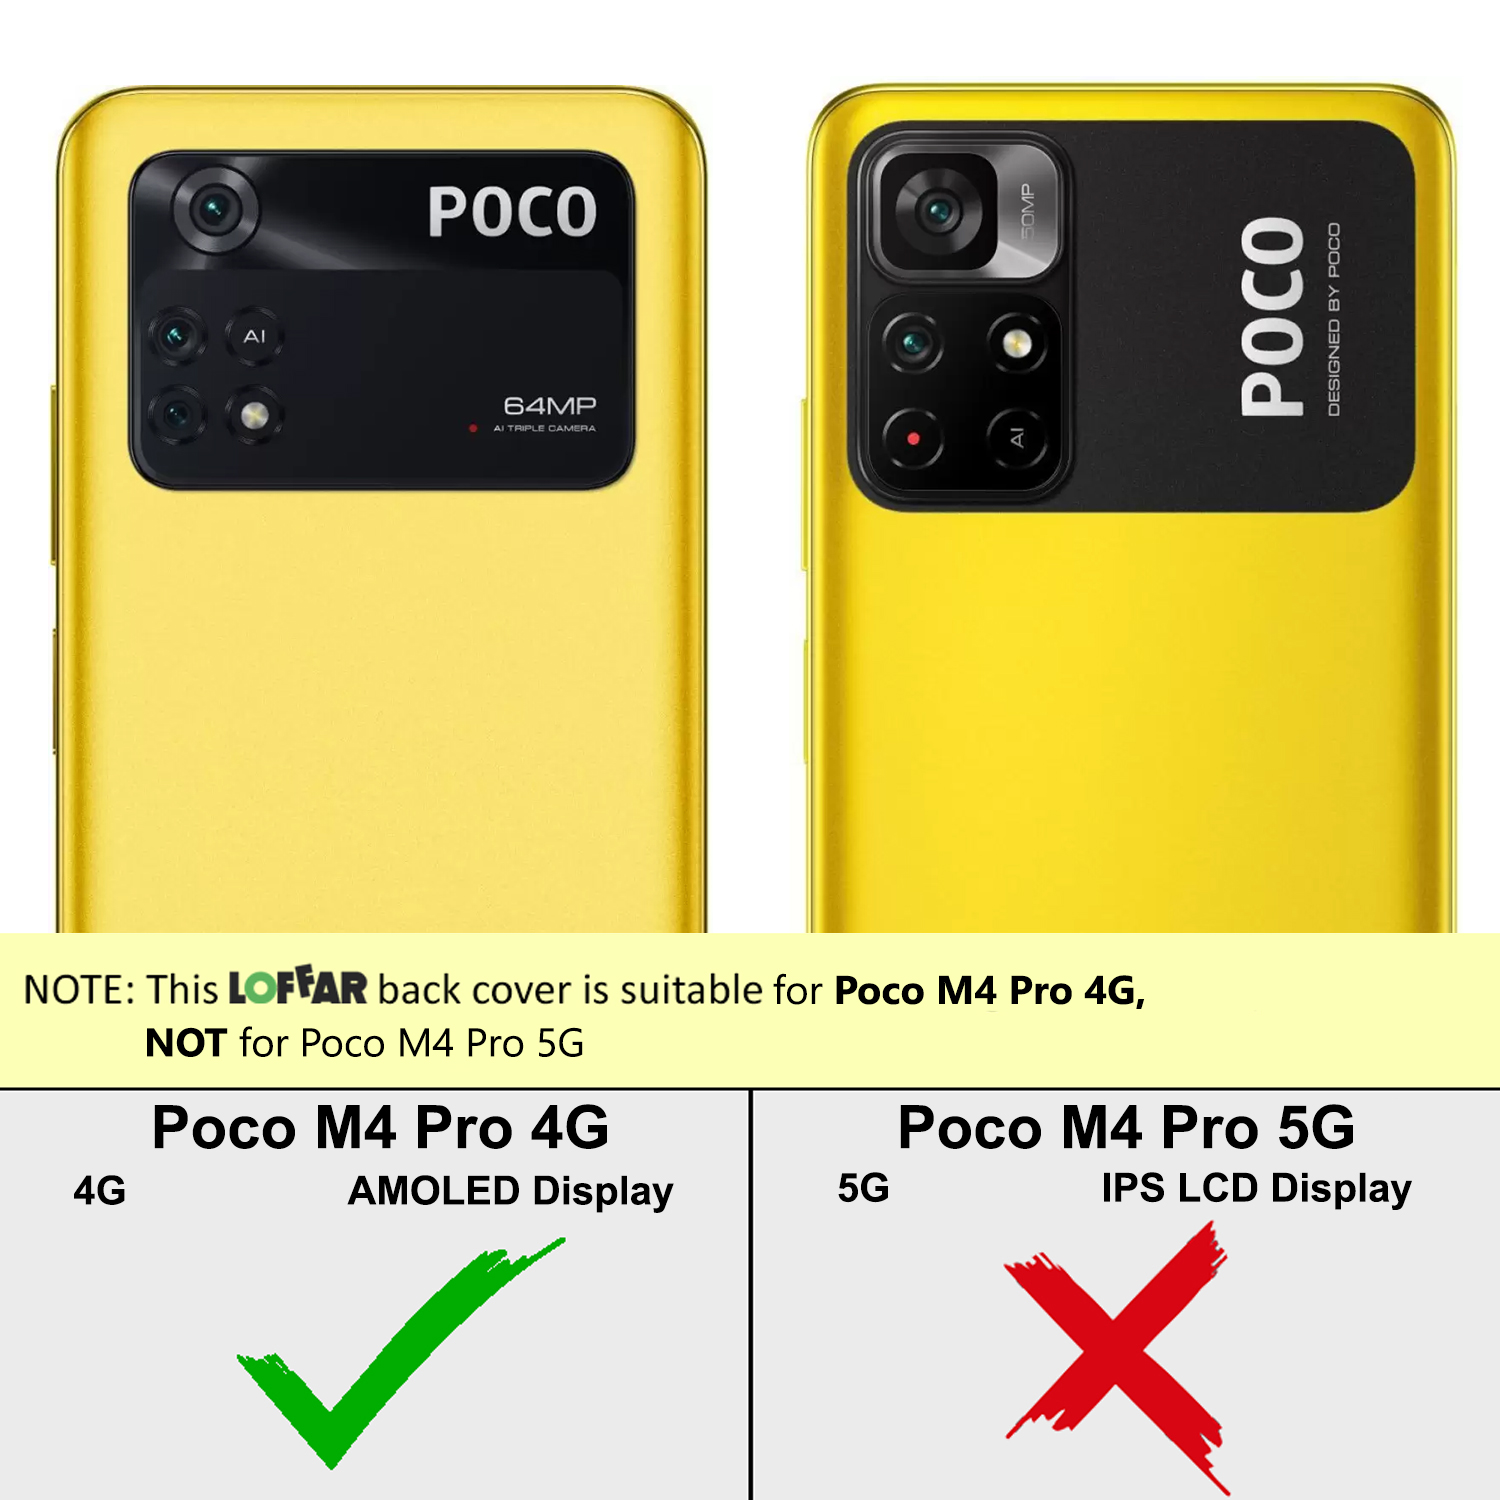 POCO
AI
64MP
AI TRIPLE CAMERA
50MP
AI
POCO
DESIGNED BY POCO
NOTE: This LOFFAR back cover is suitable for Poco M4 Pro 4G,
NOT for Poco M4 Pro 5G
Poco M4 Pro 4G
4G AMOLED Display
Poco M4 Pro 5G
5G IPS LCD Display